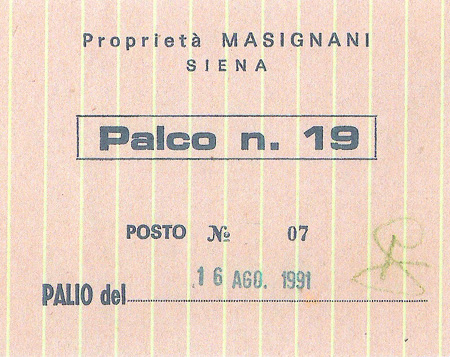 Proprietà MASIGNANI
SIENA
Palco n. 19
POSTO № 07
PALIO del 16 AGO. 1991